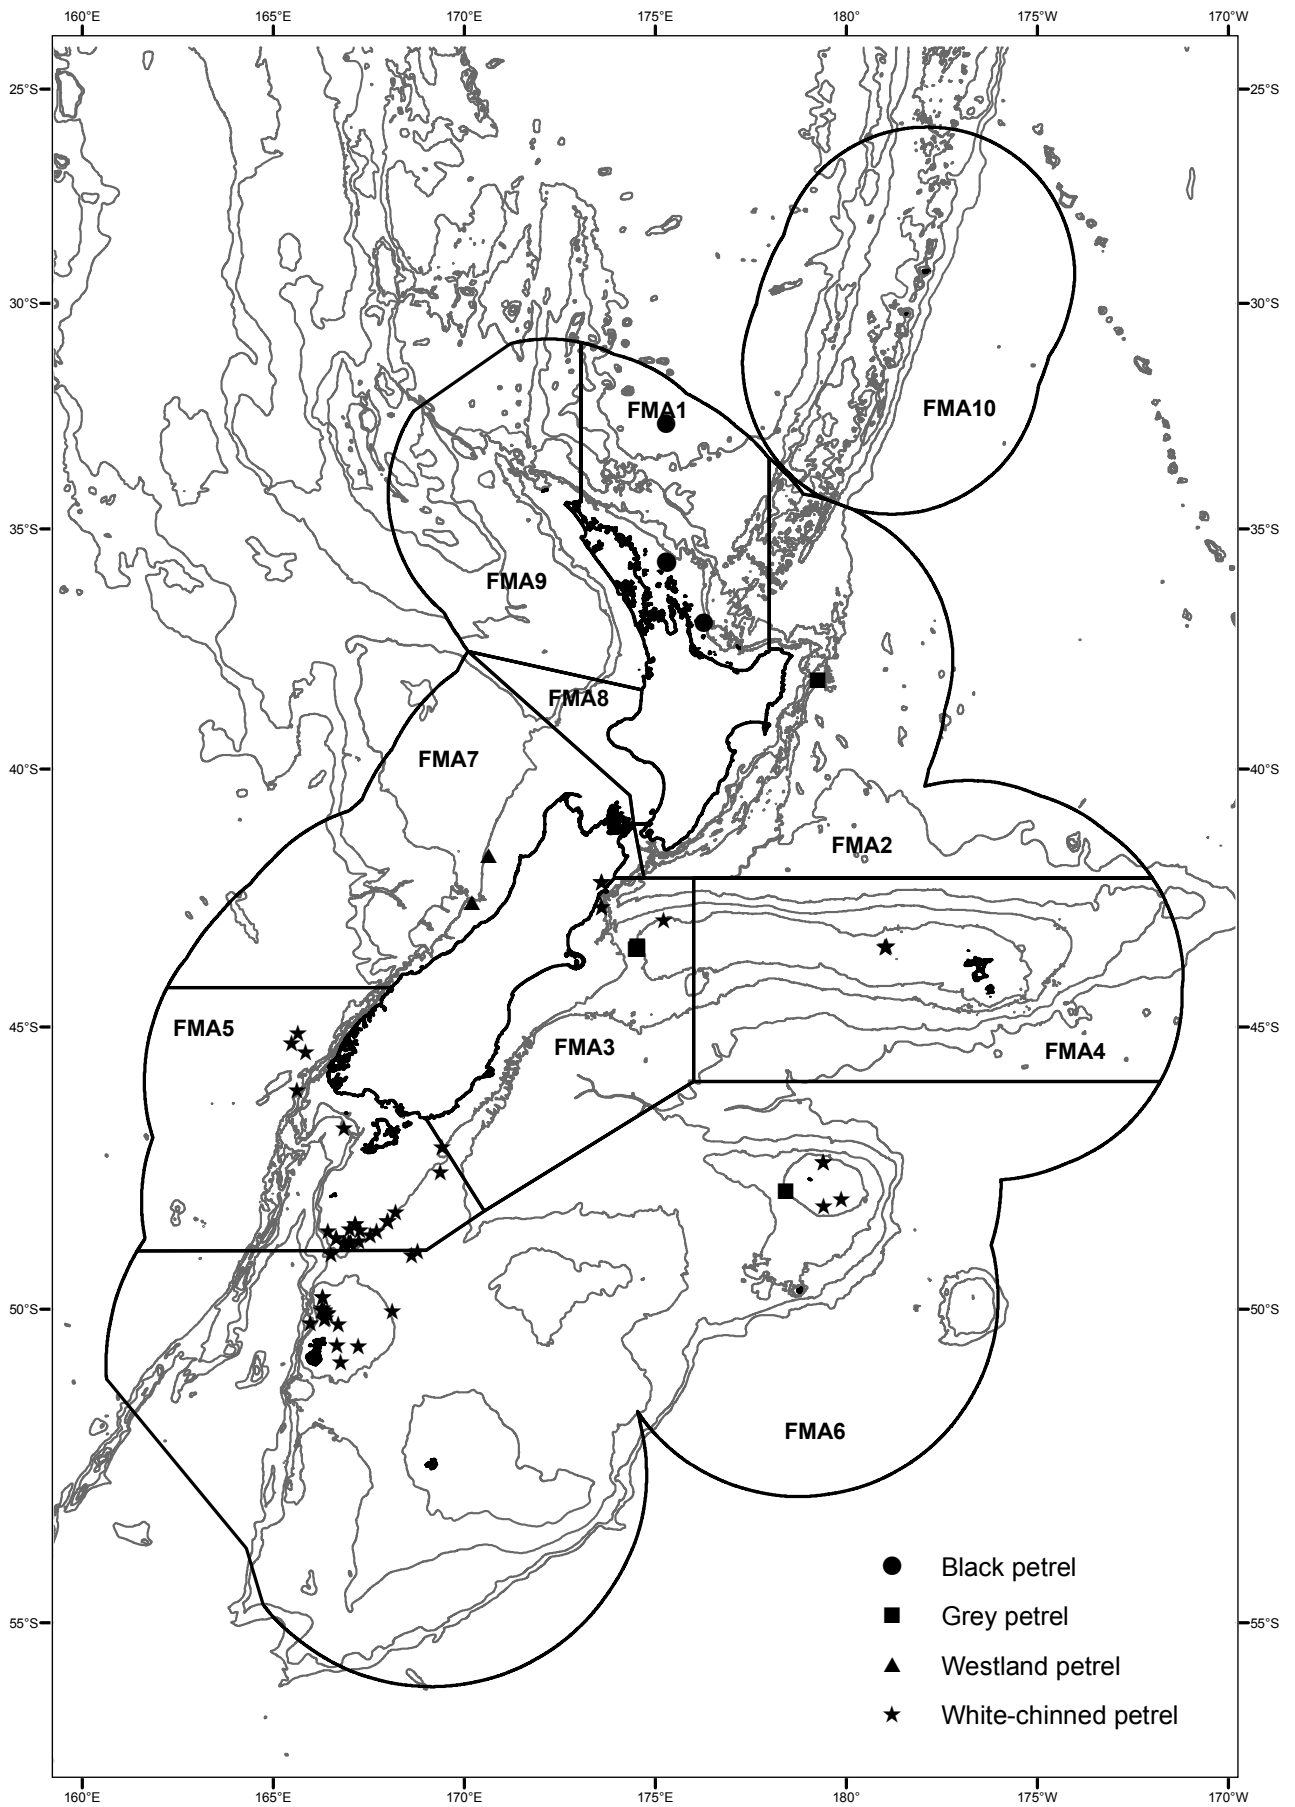 160°E 165°E 170°E 175°E 180° 175°W 170°W
25°S 25°S
30°S 30°S
FMA10
FMA1
35°S 35°S
FMA9
FMA8
FMA7
40°S 40°S
FMA2
FMA5
45°S 45°S
FMA3
FMA4
50°S 50°S
FMA6
Black petrel
Grey petrel
55°S 55°S
Westland petrel
White-chinned petrel
160°E 165°E 170°E 175°E 180° 175°W 170°W